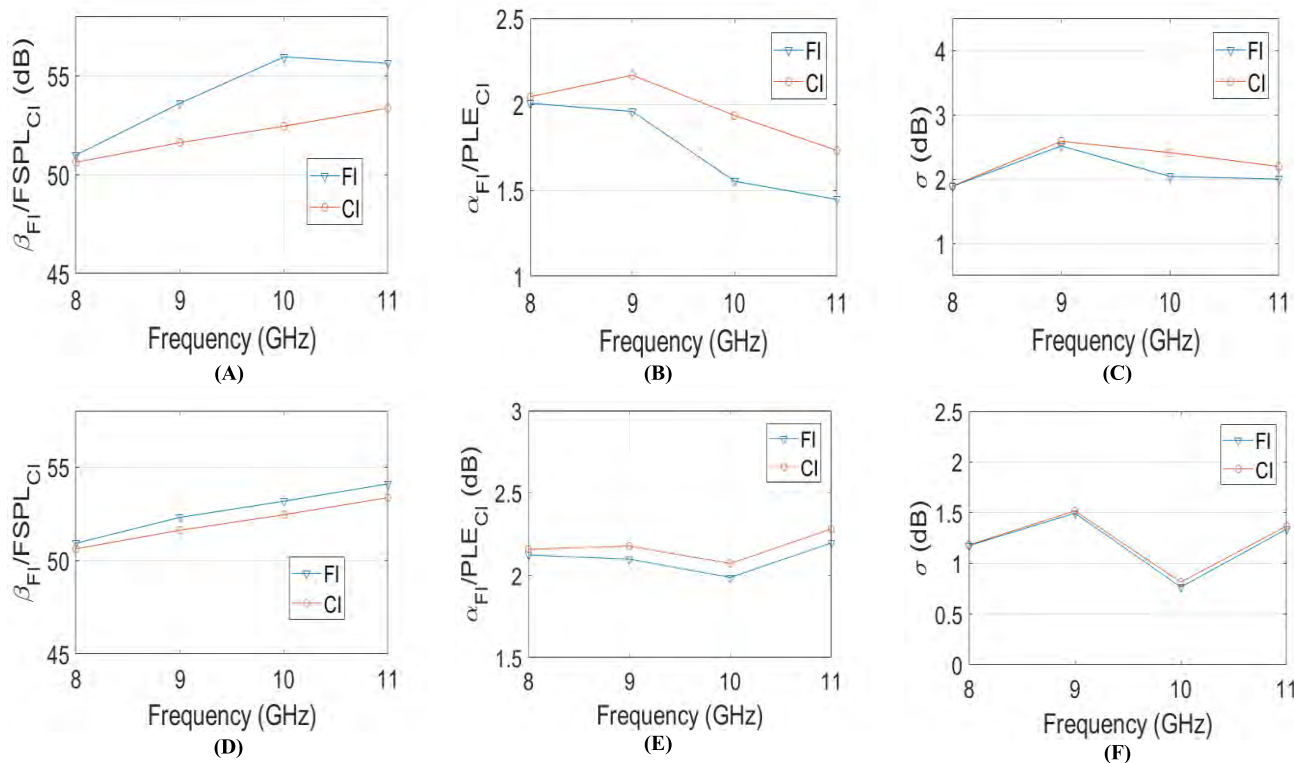 β_FI/FSPL_CI (dB)
55
50
45
8 9 10 11
Frequency (GHz)
FI
CI
(A)
α_FI/PLE_CI
2.5
2
1.5
1
8 9 10 11
Frequency (GHz)
FI
CI
(B)
σ (dB)
4
3
2
1
8 9 10 11
Frequency (GHz)
FI
CI
(C)
β_FI/FSPL_CI
55
50
45
8 9 10 11
Frequency (GHz)
FI
CI
(D)
α_FI/PLE_CI (dB)
3
2.5
2
1.5
8 9 10 11
Frequency (GHz)
FI
CI
(E)
σ (dB)
2.5
2
1.5
1
0.5
0
8 9 10 11
Frequency (GHz)
FI
CI
(F)